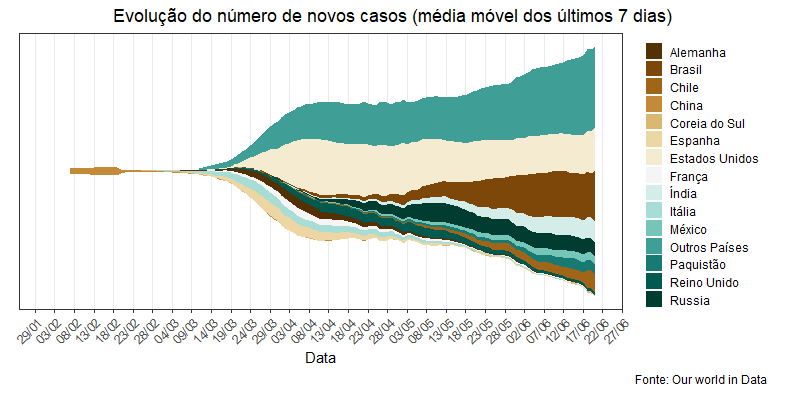 Evolução do número de novos casos (média móvel dos últimos 7 dias)
Alemanha
Brasil
Chile
China
Coreia do Sul
Espanha
Estados Unidos
França
Índia
Itália
México
Outros Países
Paquistão
Reino Unido
Russia
29/01 03/02 08/02 13/02 18/02 23/02 28/02 04/03 09/03 14/03 19/03 24/03 29/03 03/04 08/04 13/04 18/04 23/04 28/04 03/05 08/05 13/05 18/05 23/05 28/05 02/06 07/06 12/06 17/06 22/06 27/06
Data
Fonte: Our world in Data